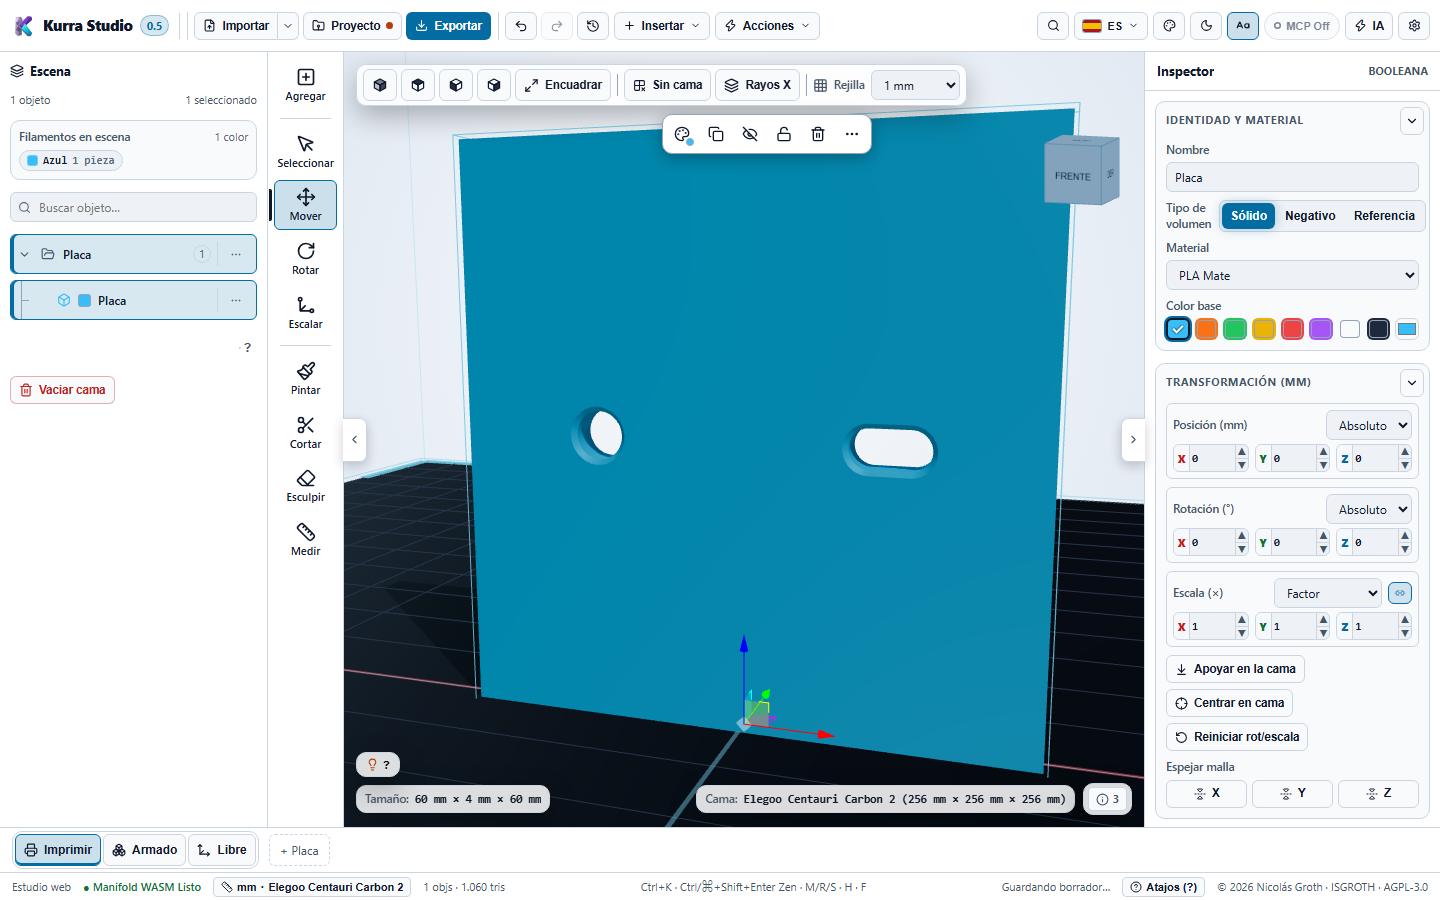 Kurra Studio 0.5
Importar
Proyecto
Exportar
Insertar
Acciones
ES
MCP Off
IA
Escena
1 objeto 1 seleccionado
Filamentos en escena 1 color
Azul 1 pieza
Buscar objeto...
Placa 1
Placa
· ?
Vaciar cama
Agregar
Seleccionar
Mover
Rotar
Escalar
Pintar
Cortar
Esculpir
Medir
Encuadrar
Sin cama
Rayos X
Rejilla
1 mm
FRENTE
?
Tamaño: 60 mm × 4 mm × 60 mm
Cama: Elegoo Centauri Carbon 2 (256 mm × 256 mm × 256 mm)
3
Inspector BOOLEANA
IDENTIDAD Y MATERIAL
Nombre
Placa
Tipo de volumen
Sólido Negativo Referencia
Material
PLA Mate
Color base
TRANSFORMACIÓN (MM)
Posición (mm) Absoluto
X 0 Y 0 Z 0
Rotación (°) Absoluto
X 0 Y 0 Z 0
Escala (×) Factor
X 1 Y 1 Z 1
Apoyar en la cama
Centrar en cama
Reiniciar rot/escala
Espejar malla
X Y Z
Imprimir Armado Libre + Placa
Estudio web ● Manifold WASM Listo mm · Elegoo Centauri Carbon 2 1 objs · 1.060 tris Ctrl+K · Ctrl/⌘+Shift+Enter Zen · M/R/S · H · F Guardando borrador... Atajos (?) © 2026 Nicolás Groth · ISGROTH · AGPL-3.0